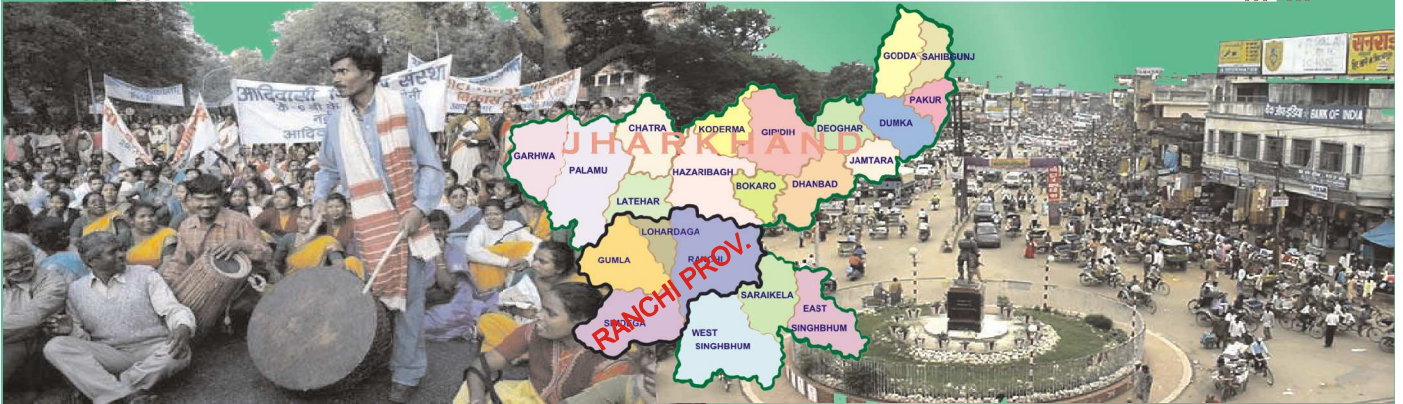 आदिवाली
संस्था
JHARKHAND
GODDA
SAHIBGUNJ
PAKUR
DUMKA
DEOGHAR
JAMTARA
GIRIDIH
KODERMA
CHATRA
GARHWA
PALAMU
HAZARIBAGH
BOKARO
DHANBAD
LATEHAR
LOHARDAGA
GUMLA
RANCHI
RANCHI PROV.
SIMDEGA
SARAIKELA
EAST
SINGHBHUM
WEST
SINGHBHUM
BANK OF INDIA